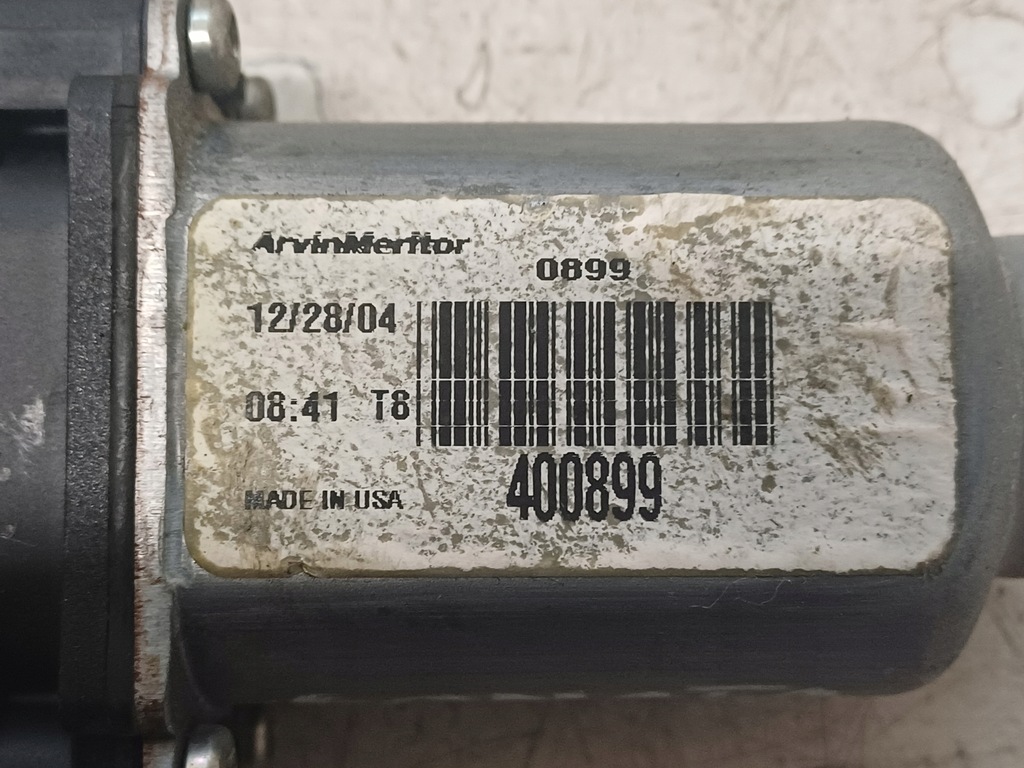 ArvinMeritor
0899
12/28/04
08:41 T8
400899
MADE IN USA